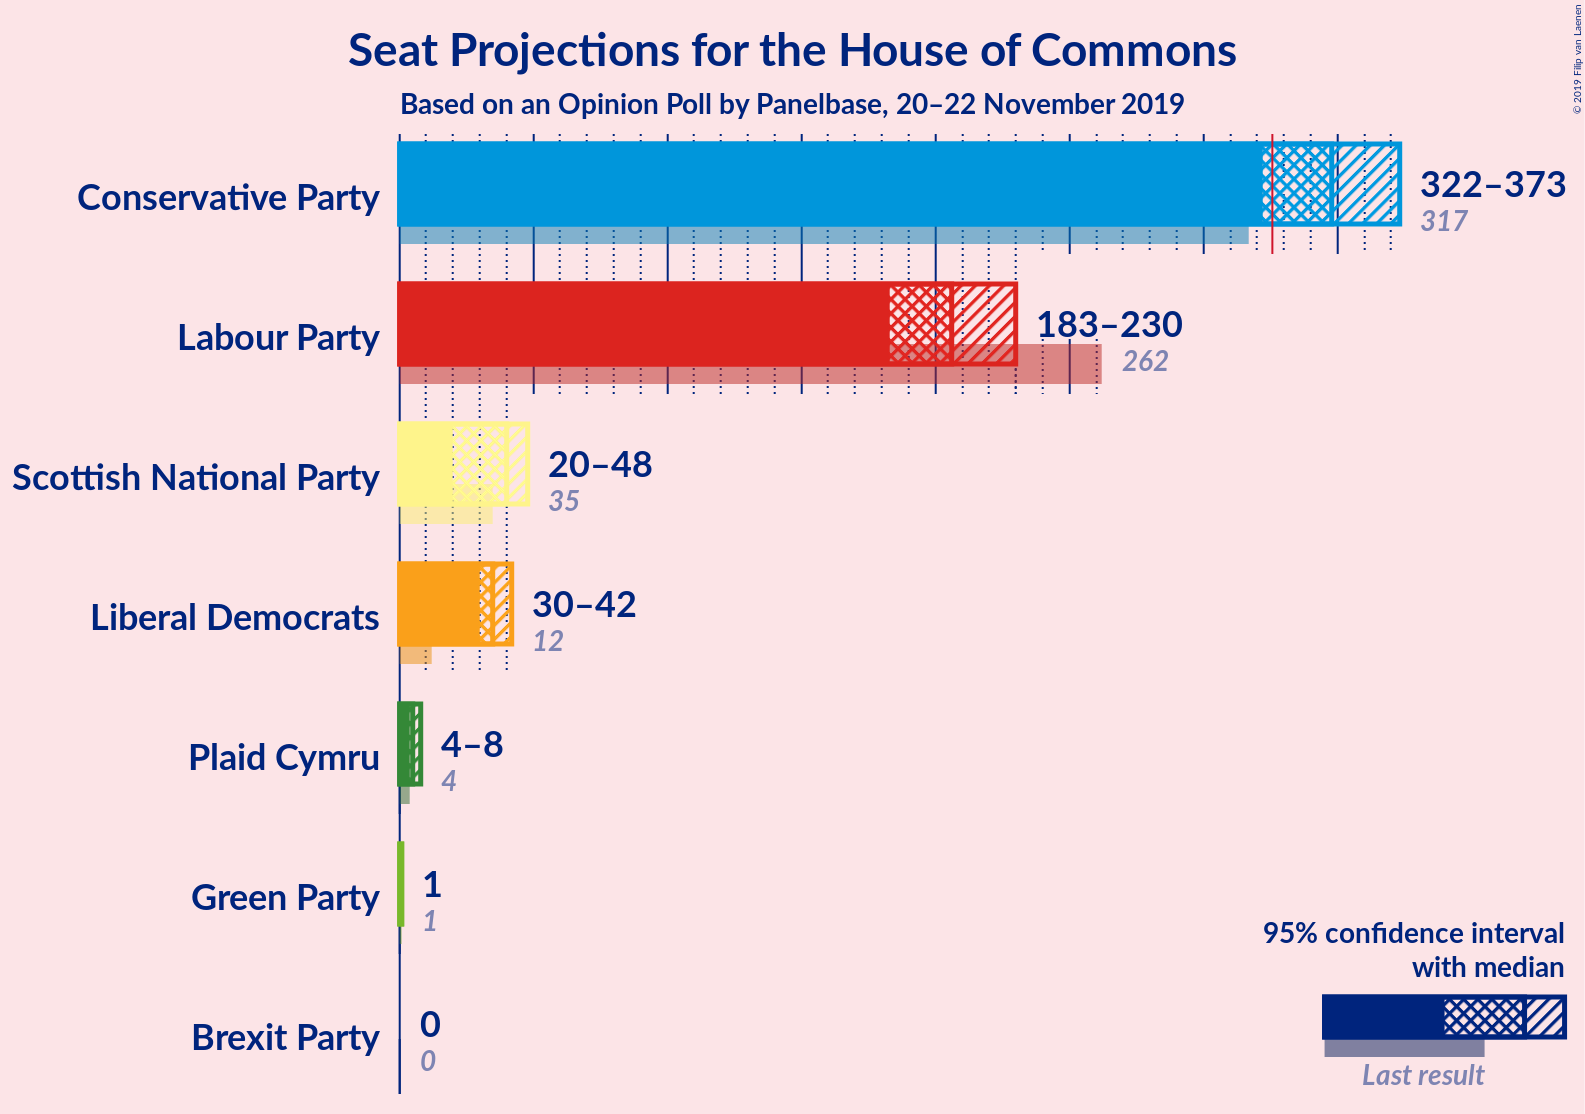 Seat Projections for the House of Commons
Based on an Opinion Poll by Panelbase, 20–22 November 2019
© 2019 Filip van Laenen
Conservative Party
322–373
317
Labour Party
183–230
262
Scottish National Party
20–48
35
Liberal Democrats
30–42
12
Plaid Cymru
4–8
4
Green Party
1
1
Brexit Party
0
0
95% confidence interval
with median
Last result